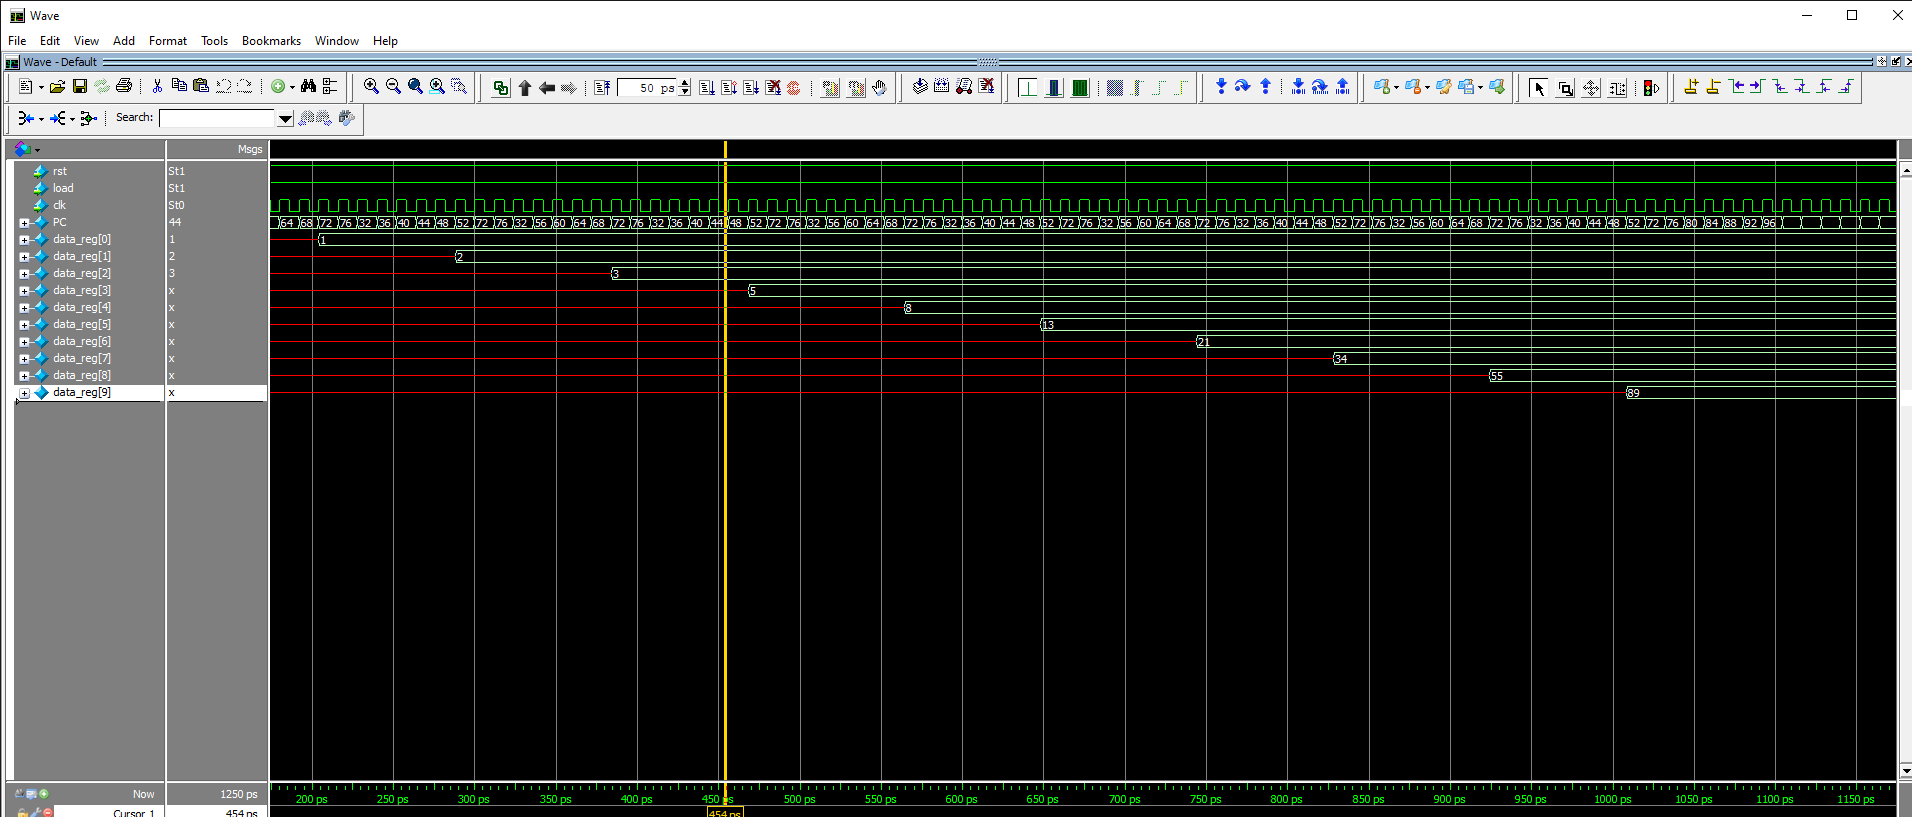 Wave
File Edit View Add Format Tools Bookmarks Window Help
Wave - Default
50 ps
Search:
Msgs
rst St1
load St1
clk St0
PC 44 64 68 72 76 32 36 40 44 48 52 72 76 32 56 60 64 68 72 76 32 36 40 44 48 52 72 76 32 56 60 64 68 72 76 32 36 40 44 48 52 72 76 32 56 60 64 68 72 76 32 36 40 44 48 52 72 76 32 56 60 64 68 72 76 32 36 40 44 48 52 72 76 80 84 88 92 96
data_reg[0] 1 1
data_reg[1] 2 2
data_reg[2] 3 3
data_reg[3] x 5
data_reg[4] x 8
data_reg[5] x 13
data_reg[6] x 21
data_reg[7] x 34
data_reg[8] x 55
data_reg[9] x 89
Now 1250 ps 200 ps 250 ps 300 ps 350 ps 400 ps 450 ps 500 ps 550 ps 600 ps 650 ps 700 ps 750 ps 800 ps 850 ps 900 ps 950 ps 1000 ps 1050 ps 1100 ps 1150 ps
Cursor 1 454 ps 454 ps